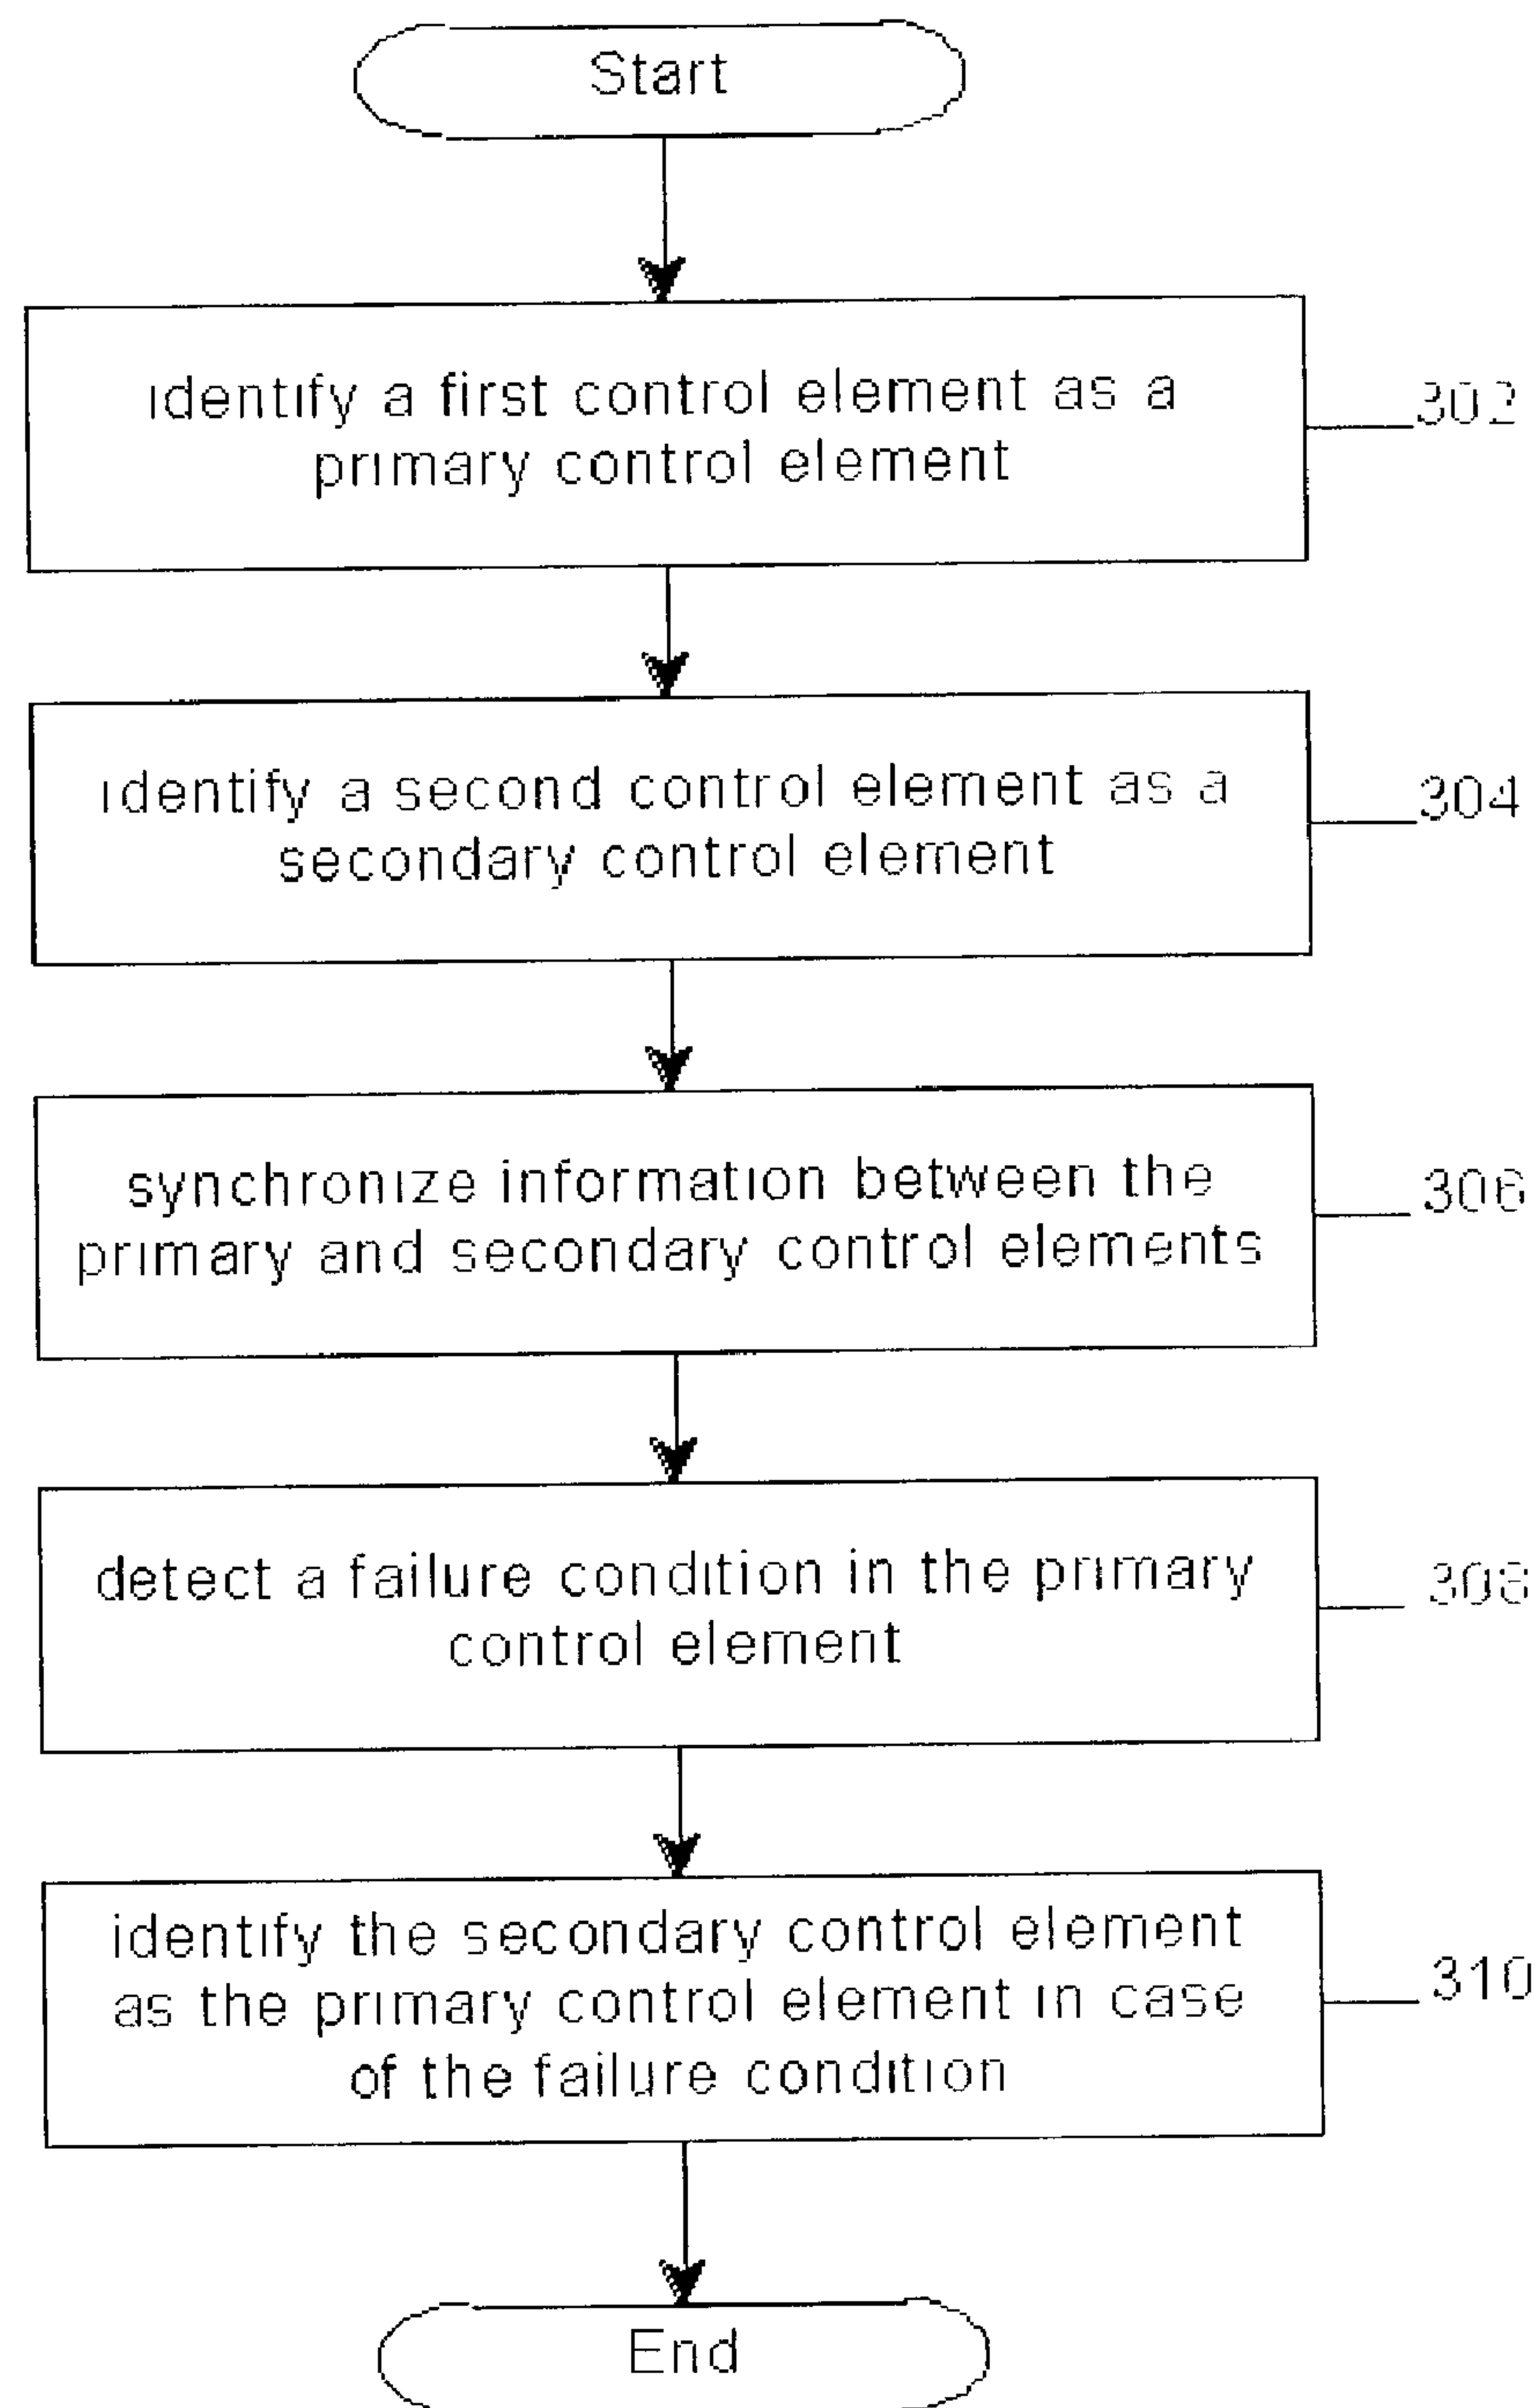 Start
identify a first control element as a
primary control element
302
identify a second control element as a
secondary control element
304
synchronize information between the
primary and secondary control elements
306
detect a failure condition in the primary
control element
308
identify the secondary control element
as the primary control element in case
of the failure condition
310
End